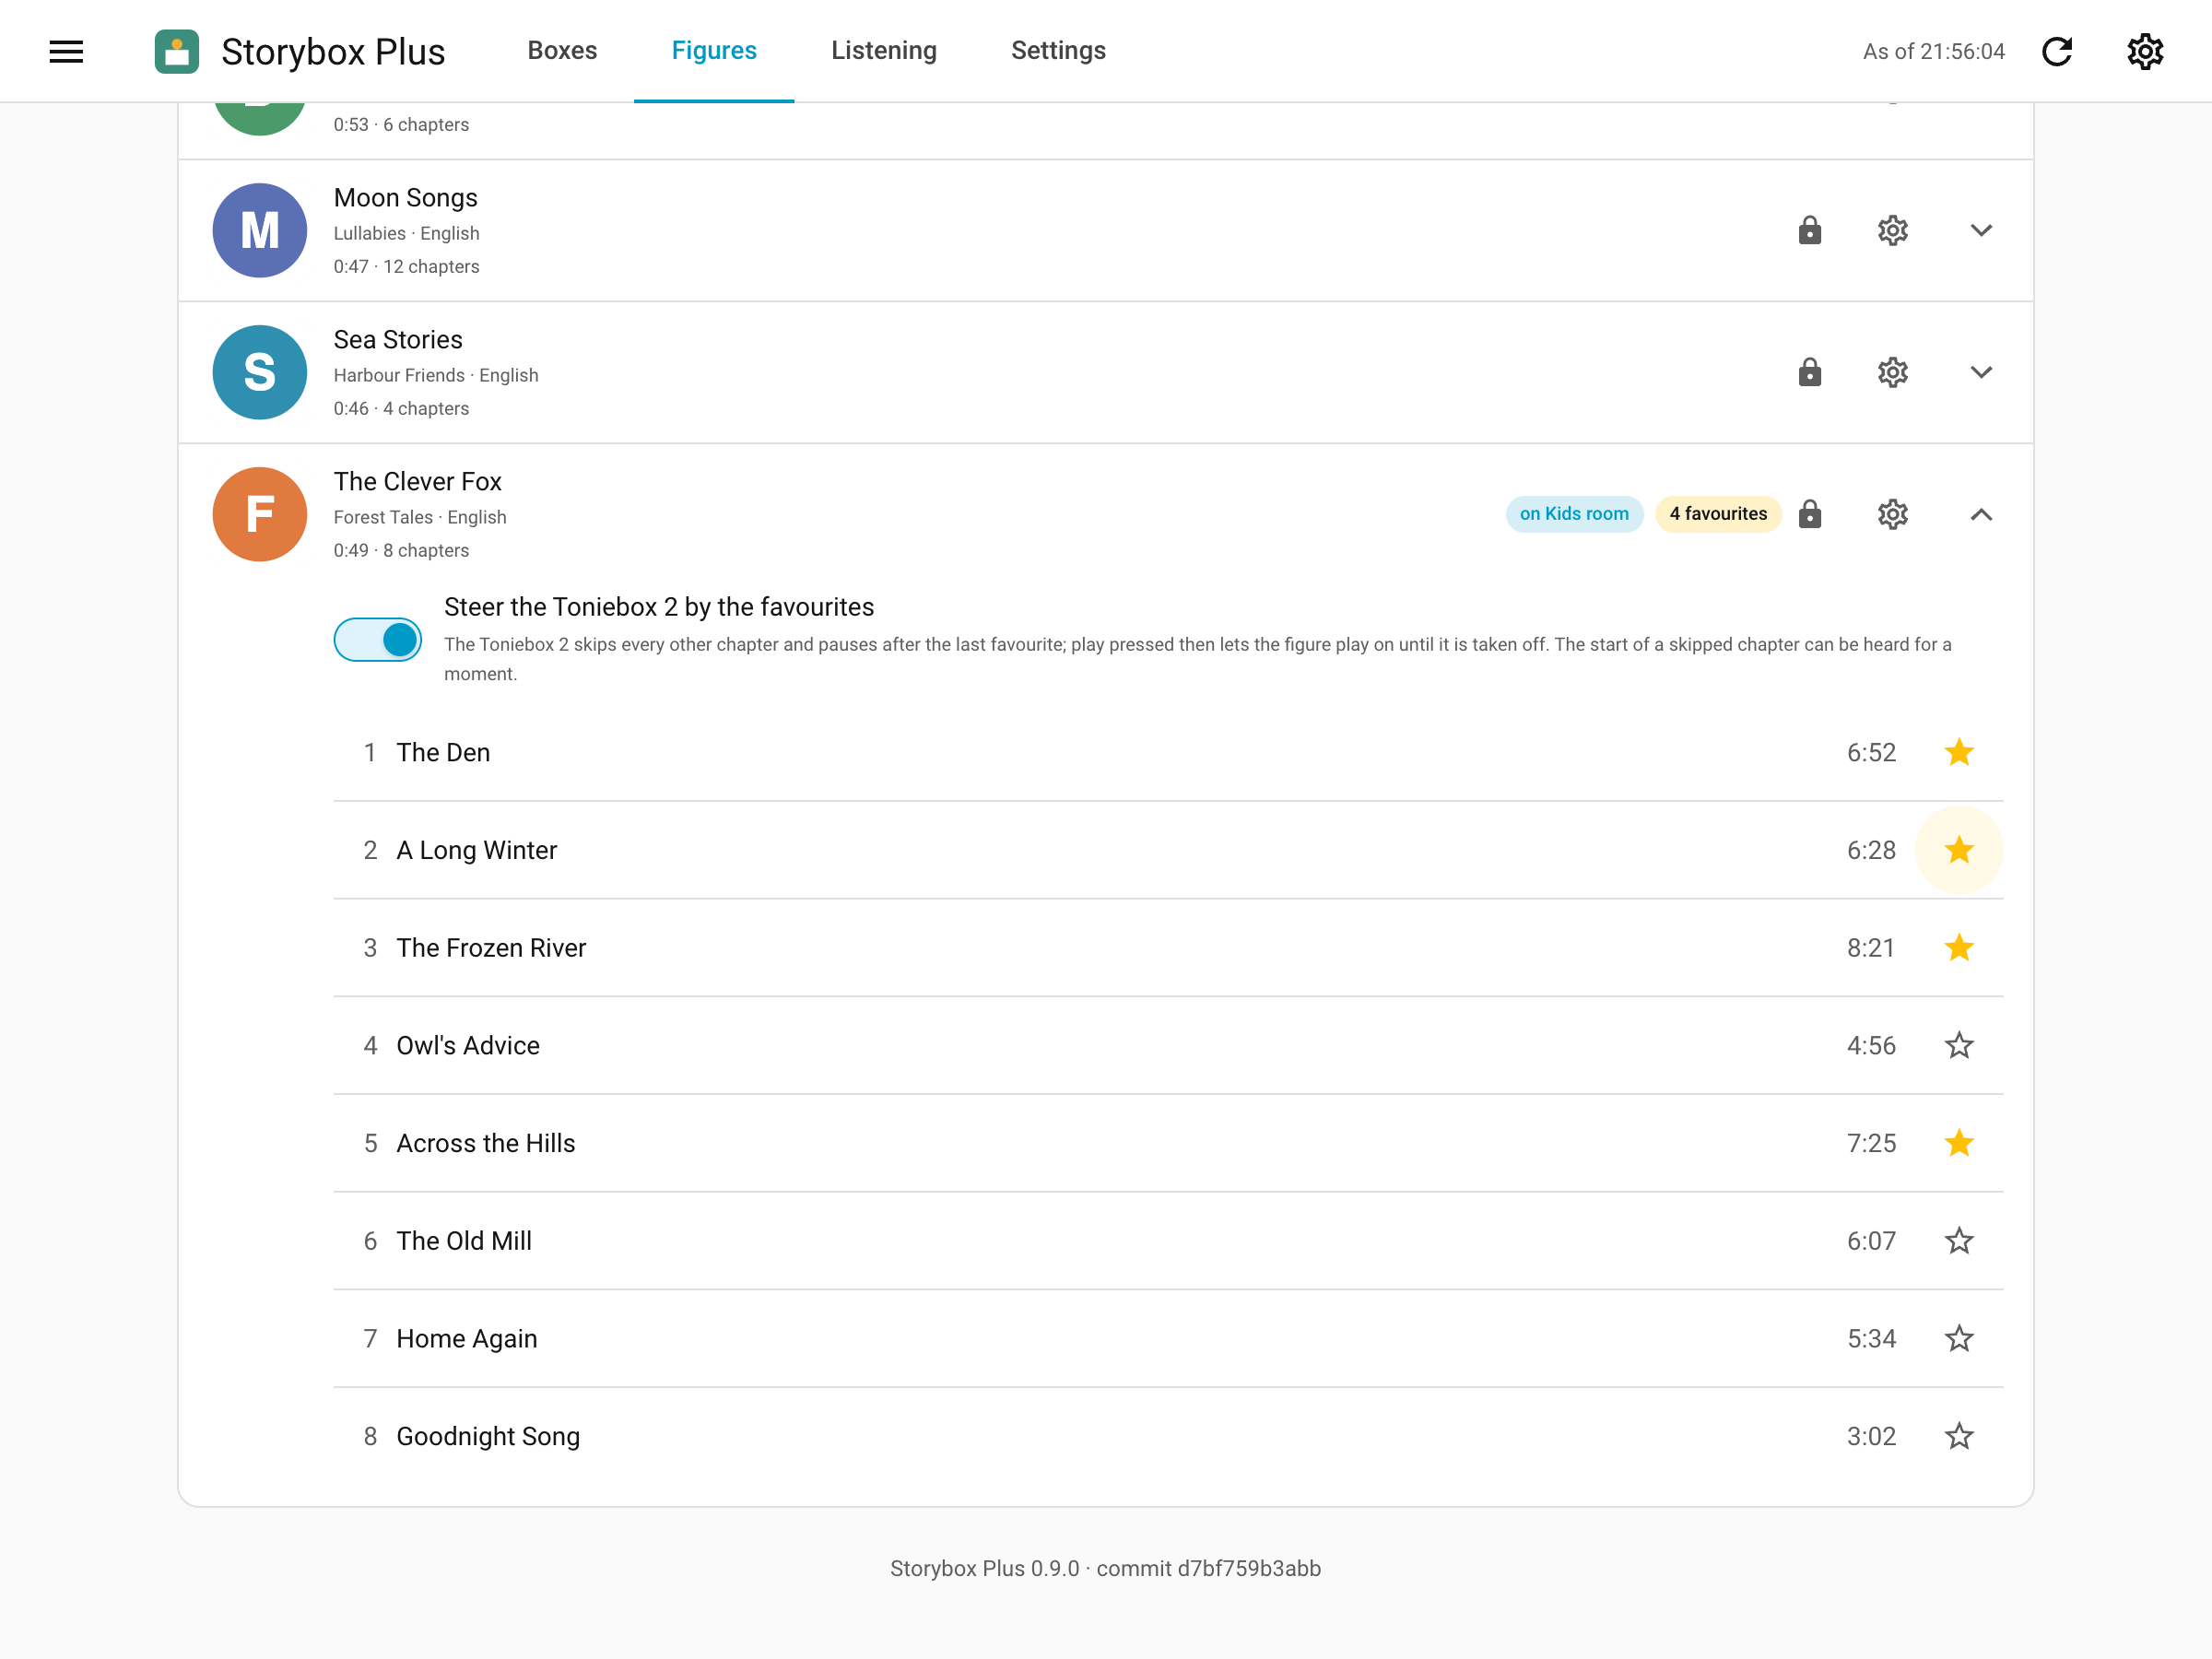 Storybox Plus
Boxes
Figures
Listening
Settings
As of 21:56:04
0:53 · 6 chapters
M
Moon Songs
Lullabies · English
0:47 · 12 chapters
S
Sea Stories
Harbour Friends · English
0:46 · 4 chapters
F
The Clever Fox
Forest Tales · English
0:49 · 8 chapters
on Kids room
4 favourites
Steer the Toniebox 2 by the favourites
The Toniebox 2 skips every other chapter and pauses after the last favourite; play pressed then lets the figure play on until it is taken off. The start of a skipped chapter can be heard for a
moment.
1 The Den 6:52
2 A Long Winter 6:28
3 The Frozen River 8:21
4 Owl's Advice 4:56
5 Across the Hills 7:25
6 The Old Mill 6:07
7 Home Again 5:34
8 Goodnight Song 3:02
Storybox Plus 0.9.0 · commit d7bf759b3abb